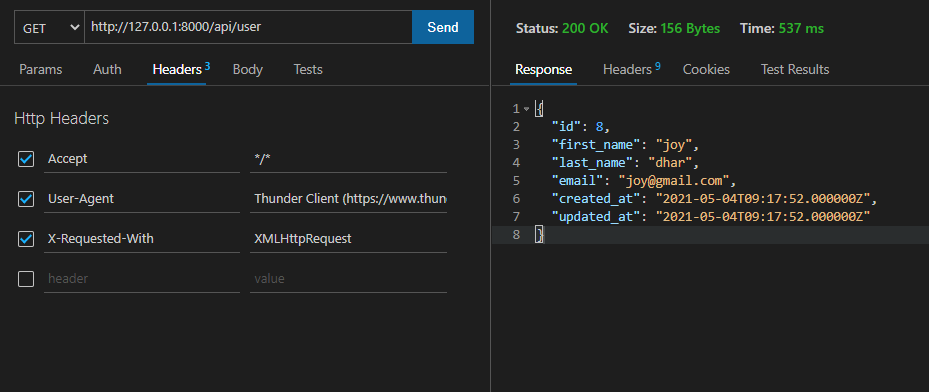 GET http://127.0.0.1:8000/api/user Send
Params Auth Headers 3 Body Tests
Http Headers
Accept */*
User-Agent Thunder Client (https://www.thun
X-Requested-With XMLHttpRequest
header value
Status: 200 OK Size: 156 Bytes Time: 537 ms
Response Headers 9 Cookies Test Results
1 {
2 "id": 8,
3 "first_name": "joy",
4 "last_name": "dhar",
5 "email": "joy@gmail.com",
6 "created_at": "2021-05-04T09:17:52.000000Z",
7 "updated_at": "2021-05-04T09:17:52.000000Z"
8 }